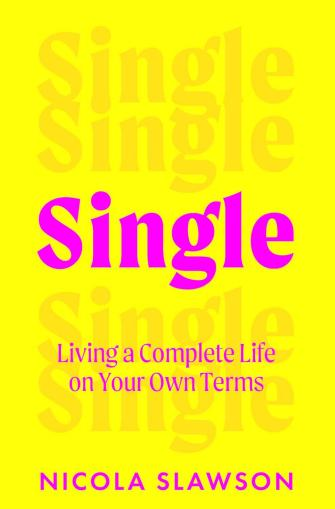 Single
Single
Single
Single
Living a Complete Life
on Your Own Terms
Single
NICOLA SLAWSON